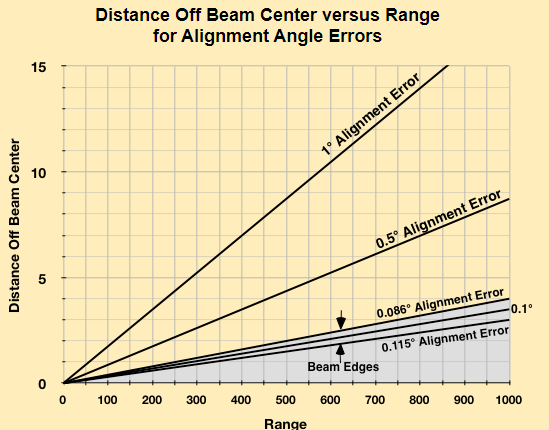 Distance Off Beam Center versus Range
for Alignment Angle Errors
15
10
5
0
Distance Off Beam Center
1° Alignment Error
0.5° Alignment Error
0.086° Alignment Error
0.1°
0.115° Alignment Error
Beam Edges
0 100 200 300 400 500 600 700 800 900 1000
Range